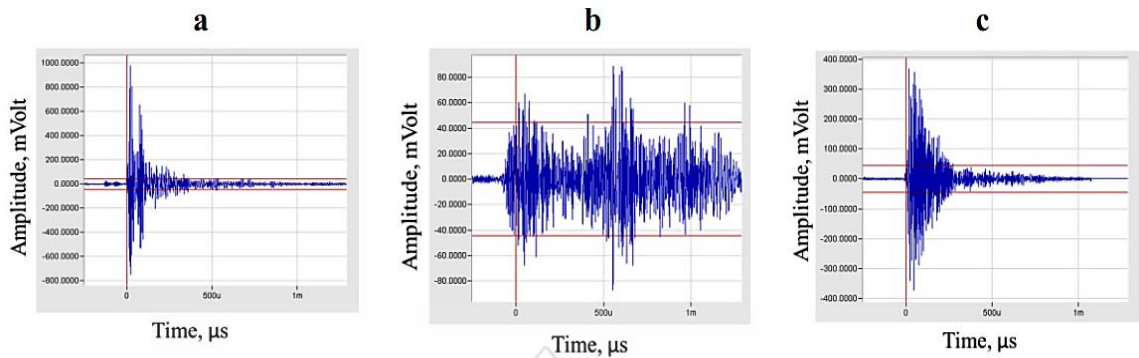 a
b
c
Amplitude, mVolt
1000.0000
800.0000
600.0000
400.0000
200.0000
0.0000
-200.0000
-400.0000
-600.0000
-800.0000
0
500u
1m
Time, μs
Amplitude, mVolt
80.0000
60.0000
40.0000
20.0000
0.0000
-20.0000
-40.0000
-60.0000
-80.0000
0
500u
1m
Time, μs
Amplitude, mVolt
400.0000
300.0000
200.0000
100.0000
0.0000
-100.0000
-200.0000
-300.0000
-400.0000
0
500u
1m
Time, μs